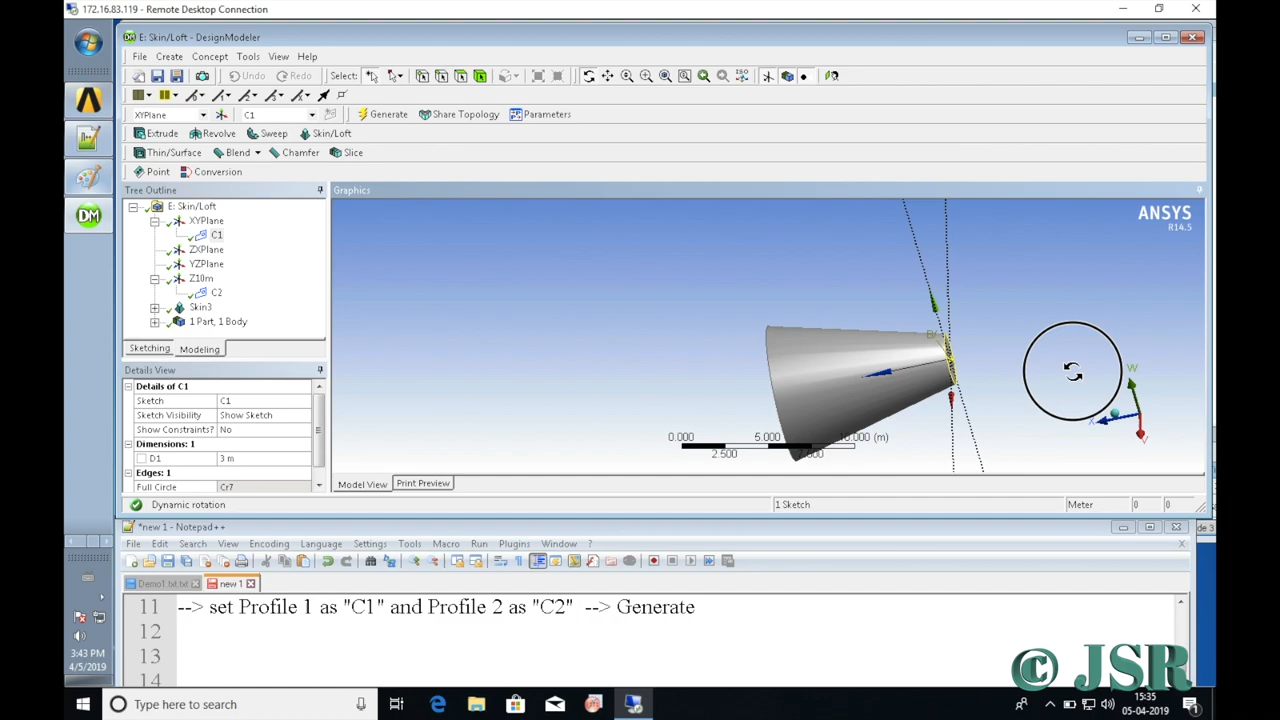 172.16.83.119 - Remote Desktop Connection
E: Skin/Loft - DesignModeler
File Create Concept Tools View Help
Undo Redo Select:
XYPlane C1 Generate Share Topology Parameters
Extrude Revolve Sweep Skin/Loft
Thin/Surface Blend Chamfer Slice
Point Conversion
Tree Outline
E: Skin/Loft
XYPlane
C1
ZXPlane
YZPlane
Z10m
C2
Skin3
1 Part, 1 Body
Sketching Modeling
Details View
Details of C1
Sketch C1
Sketch Visibility Show Sketch
Show Constraints? No
Dimensions: 1
D1 3 m
Edges: 1
Full Circle Cr7
Graphics
ANSYS
R14.5
0.000 5.000 10.000 (m)
2.500
Model View Print Preview
Dynamic rotation 1 Sketch Meter 0 0
*new 1 - Notepad++
File Edit Search View Encoding Language Settings Tools Macro Run Plugins Window ? X
Demo1.txt.txt new 1
11 --> set Profile 1 as "C1" and Profile 2 as "C2" --> Generate
12
13
14
3:43 PM
4/5/2019
© JSR
Type here to search
15:35
05-04-2019